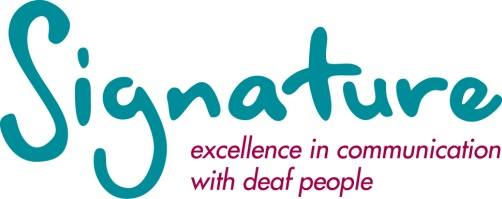 Signature
excellence in communication
with deaf people